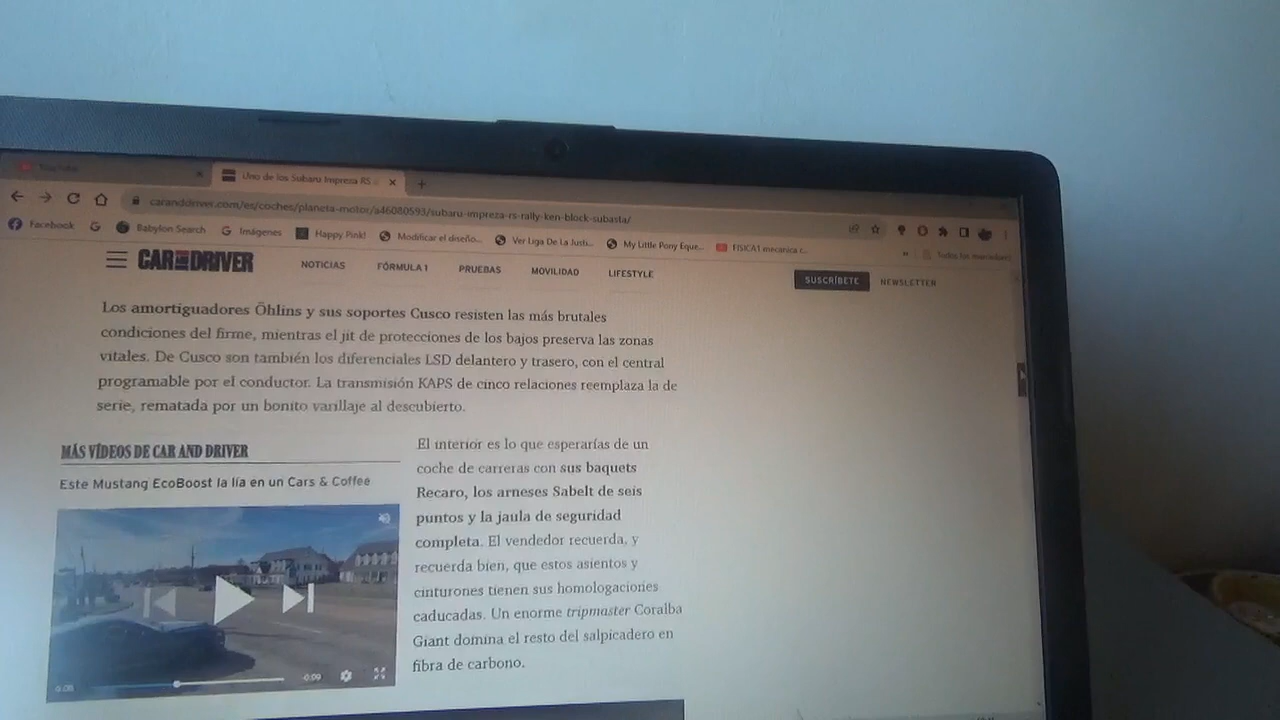 YouTube
Uno de los Subaru Impreza RS
caranddriver.com/es/coches/planeta-motor/a46080593/subaru-impreza-rs-rally-ken-block-subasta/
Facebook
Babylon Search
Imágenes
Happy Pink!
Modificar el diseño...
Ver Liga De La Justi...
My Little Pony Eque...
FISICA1 mecanica r...
CAR AND DRIVER
NOTICIAS
FÓRMULA 1
PRUEBAS
MOVILIDAD
LIFESTYLE
SUSCRÍBETE
NEWSLETTER
Los amortiguadores Öhlins y sus soportes Cusco resisten las más brutales
condiciones del firme, mientras el jit de protecciones de los bajos preserva las zonas
vitales. De Cusco son también los diferenciales LSD delantero y trasero, con el central
programable por el conductor. La transmisión KAPS de cinco relaciones reemplaza la de
serie, rematada por un bonito varillaje al descubierto.
MÁS VÍDEOS DE CAR AND DRIVER
Este Mustang EcoBoost la lía en un Cars & Coffee
El interior es lo que esperarías de un
coche de carreras con sus baquets
Recaro, los arneses Sabelt de seis
puntos y la jaula de seguridad
completa. El vendedor recuerda, y
recuerda bien, que estos asientos y
cinturones tienen sus homologaciones
caducadas. Un enorme tripmaster Coralba
Giant domina el resto del salpicadero en
fibra de carbono.